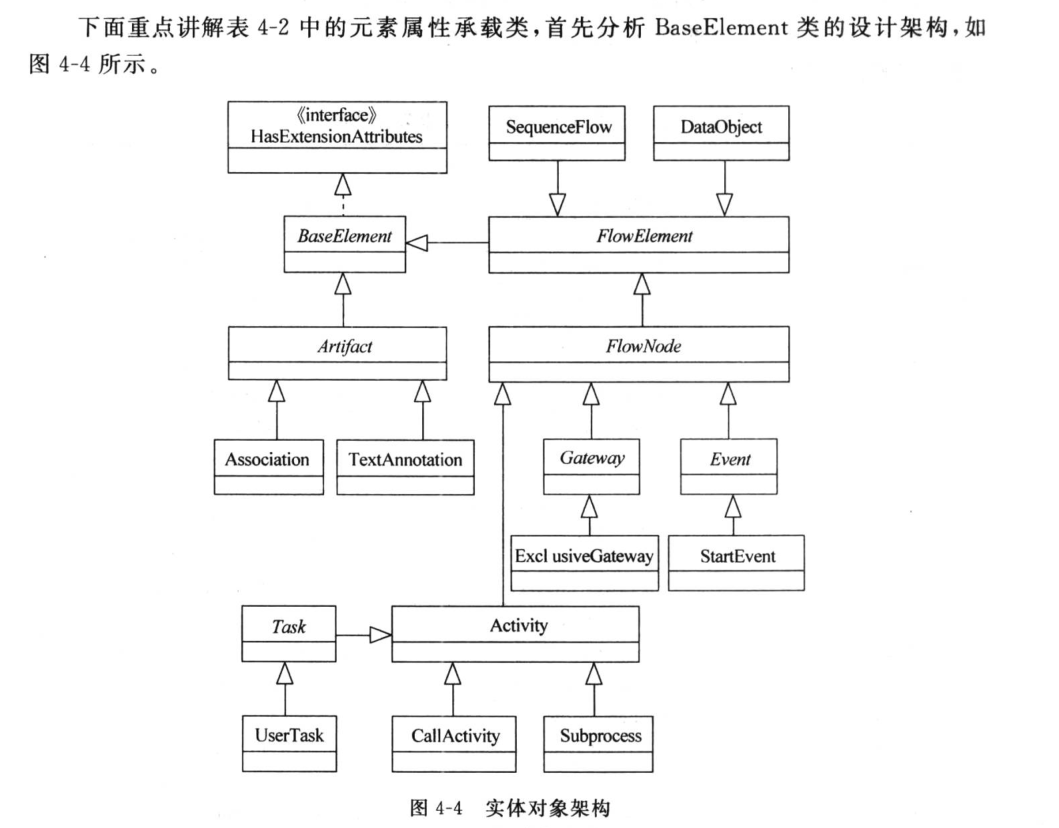 下面重点讲解表 4-2 中的元素属性承载类,首先分析 BaseElement 类的设计架构,如
图 4-4 所示。
《interface》
HasExtensionAttributes
SequenceFlow
DataObject
BaseElement
FlowElement
Artifact
FlowNode
Association
TextAnnotation
Gateway
Event
Excl usiveGateway
StartEvent
Task
Activity
UserTask
CallActivity
Subprocess
图 4-4 实体对象架构